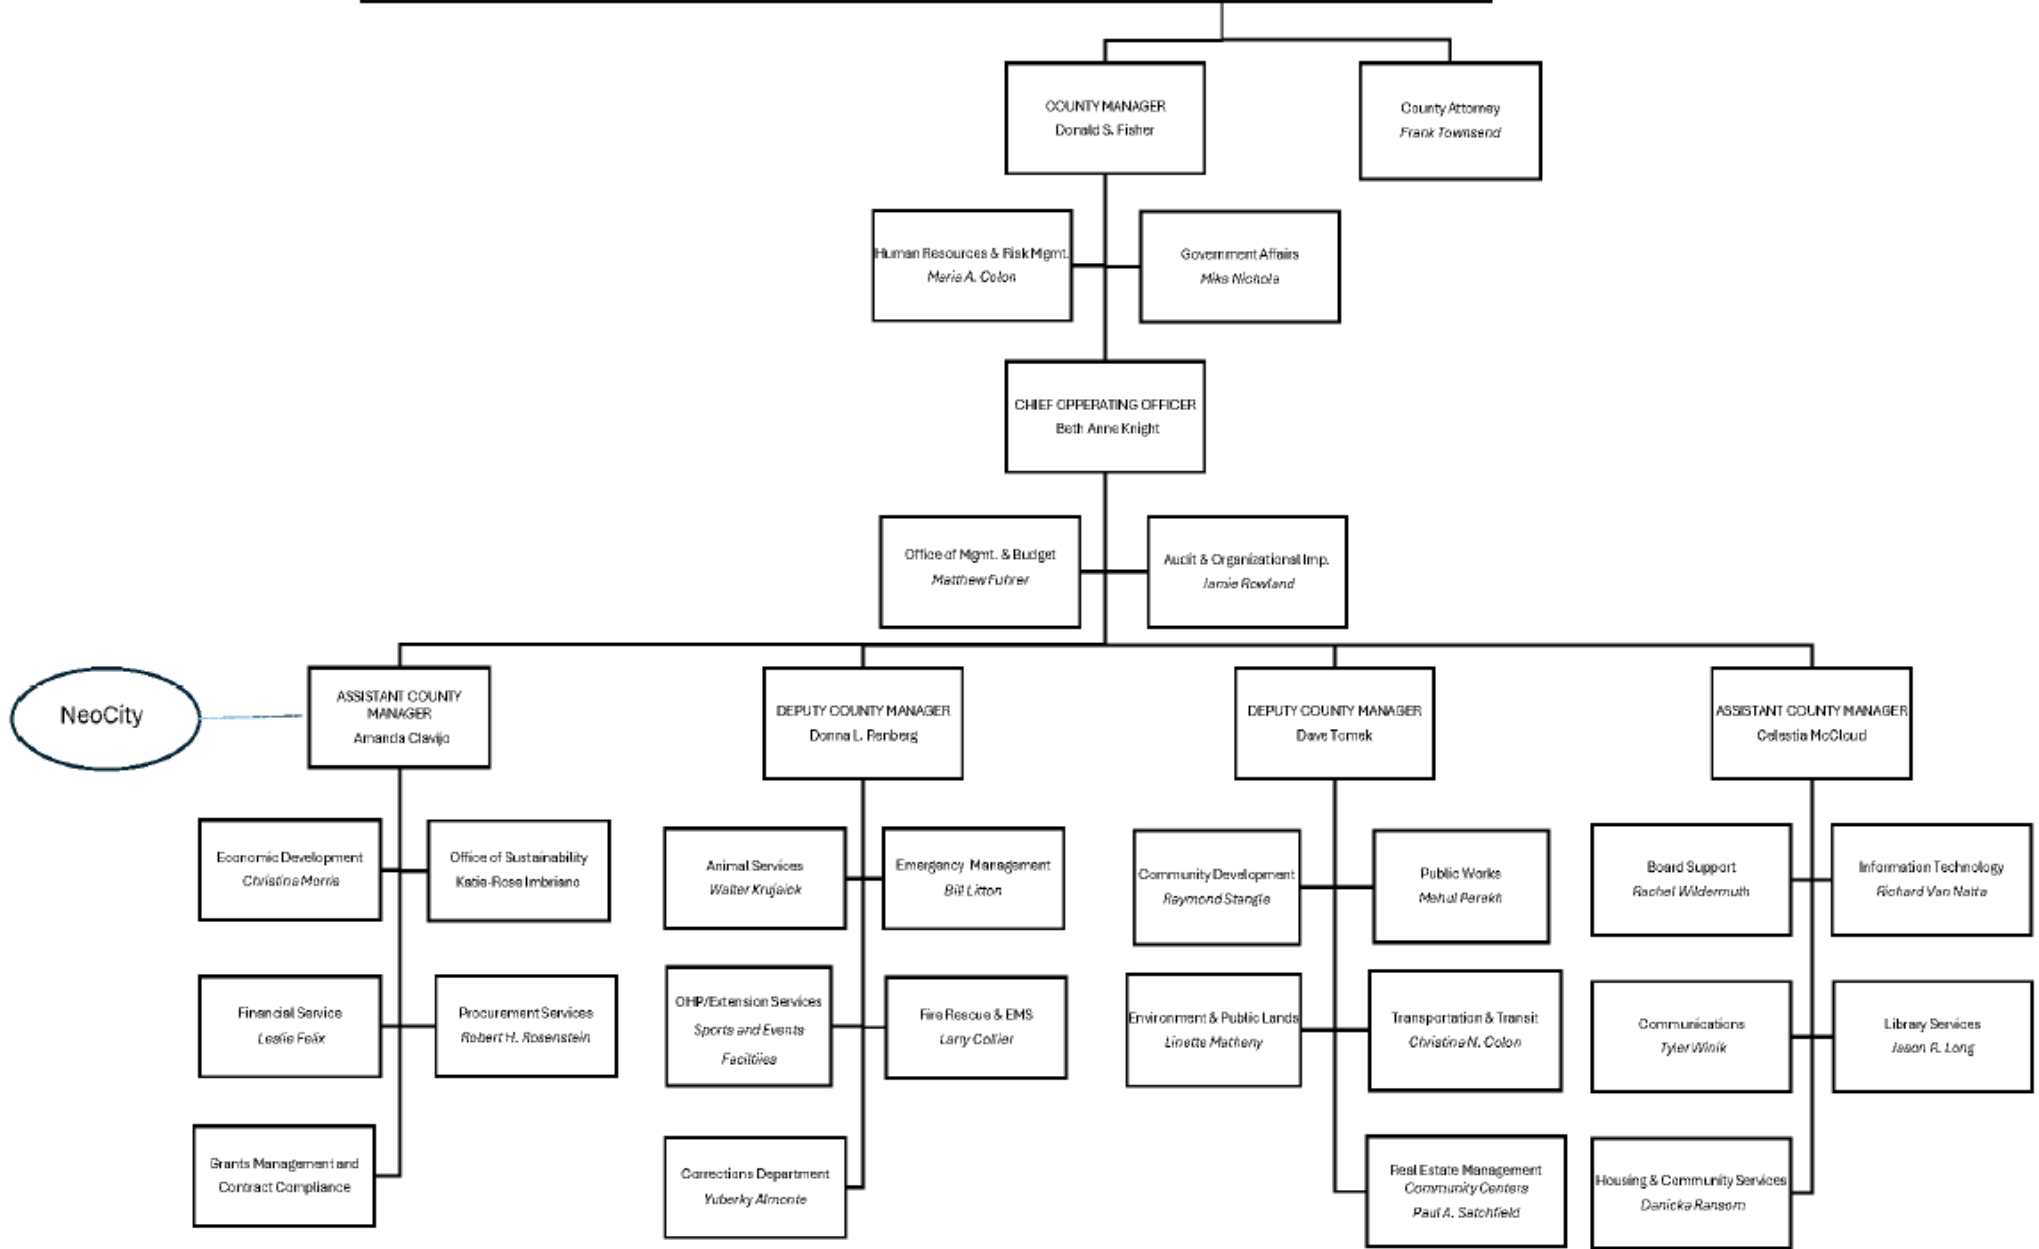 COUNTY MANAGER
Donald S. Fisher
County Attorney
Frank Townsend
Human Resources & Risk Mgmt.
Maria A. Colon
Government Affairs
Mike Nichola
CHIEF OPPERATING OFFICER
Beth Anne Knight
Office of Mgmt. & Budget
Matthew Fuhrer
Audit & Organizational Imp.
Jamie Rowland
NeoCity
ASSISTANT COUNTY
MANAGER
Amanda Clavijo
DEPUTY COUNTY MANAGER
Donna L. Renberg
DEPUTY COUNTY MANAGER
Dave Tomek
ASSISTANT COUNTY MANAGER
Celestia McCloud
Economic Development
Christina Morris
Office of Sustainability
Katie-Rose Imbriano
Animal Services
Walter
Emergency Management
Bill Litton
Community Development
Raymond Stangle
Public Works
Mehul Parekh
Board Support
Rachel Wildermuth
Information Technology
Richard Van Natta
Financial Service
Leslie Felix
Procurement Services
Robert H. Rosenstein
OHP/Extension Services
Sports and Events
Facilities
Fire Rescue & EMS
Larry Collier
Environment & Public Lands
Linette Matheny
Transportation & Transit
Christina N. Colon
Communications
Tyler Winik
Library Services
Jason R. Long
Grants Management and
Contract Compliance
Corrections Department
Yuberky Almonte
Real Estate Management
Community Centers
Paul A. Satchfield
Housing & Community Services
Danicka Ransom